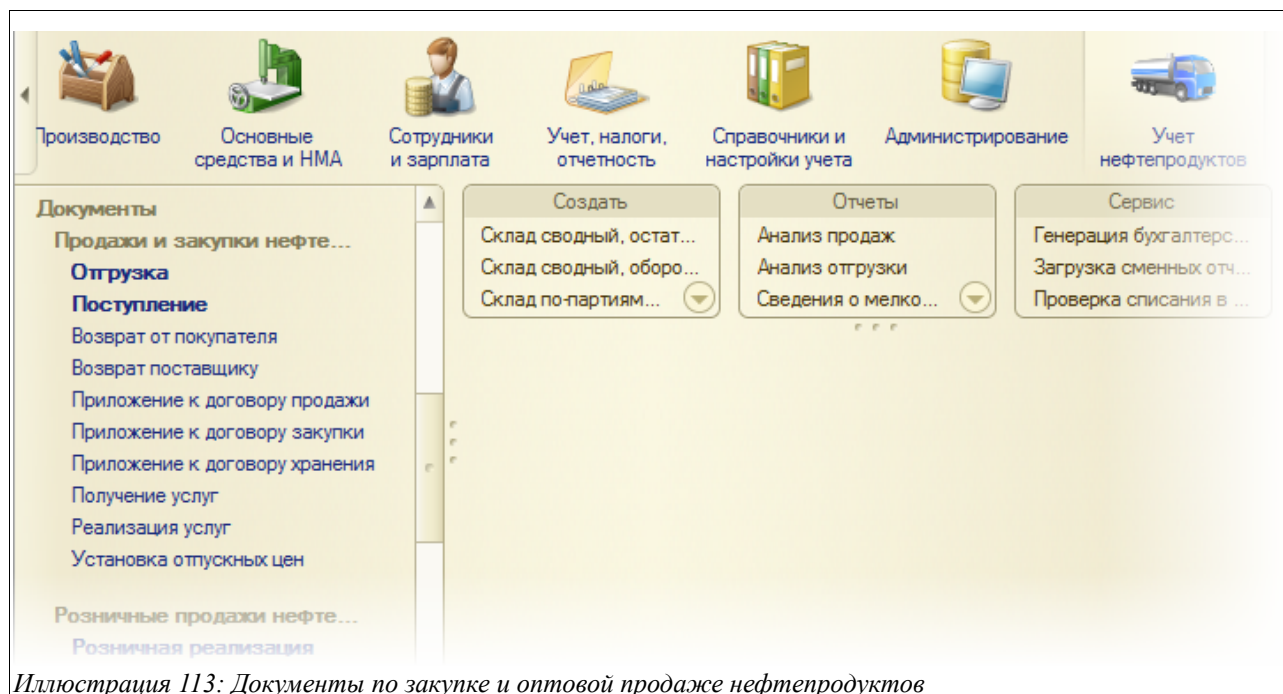 Производство
Основные
средства и НМА
Сотрудники
и зарплата
Учет, налоги,
отчетность
Справочники и
настройки учета
Администрирование
Учет
нефтепродуктов
Документы
Продажи и закупки нефте...
Отгрузка
Поступление
Возврат от покупателя
Возврат поставщику
Приложение к договору продажи
Приложение к договору закупки
Приложение к договору хранения
Получение услуг
Реализация услуг
Установка отпускных цен
Розничные продажи нефте...
Розничная реализация
Создать
Склад сводный, остат...
Склад сводный, оборо...
Склад по-партиям...
Отчеты
Анализ продаж
Анализ отгрузки
Сведения о мелко...
Сервис
Генерация бухгалтерс...
Загрузка сменных отч...
Проверка списания в ...
Иллюстрация 113: Документы по закупке и оптовой продаже нефтепродуктов